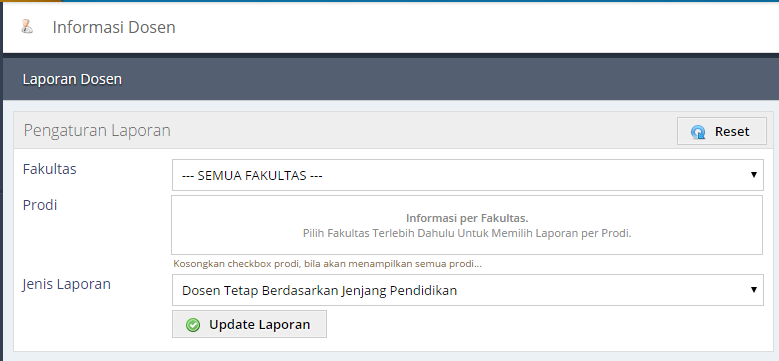 Informasi Dosen
Laporan Dosen
Pengaturan Laporan
Reset
Fakultas
--- SEMUA FAKULTAS ---
Prodi
Informasi per Fakultas.
Pilih Fakultas Terlebih Dahulu Untuk Memilih Laporan per Prodi.
Kosongkan checkbox prodi, bila akan menampilkan semua prodi...
Jenis Laporan
Dosen Tetap Berdasarkan Jenjang Pendidikan
Update Laporan